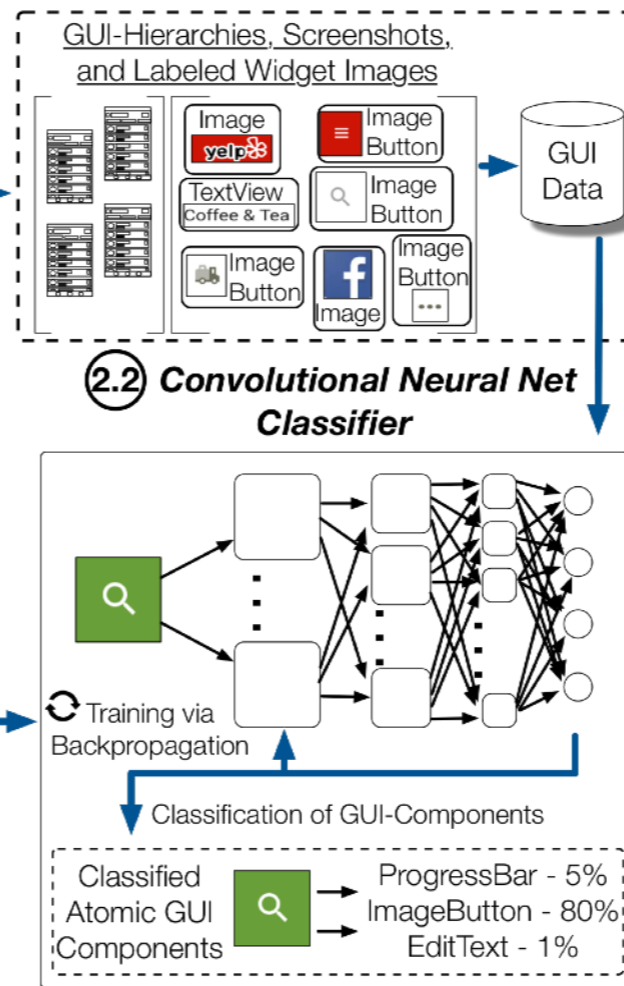 GUI-Hierarchies, Screenshots,
and Labeled Widget Images
Image
yelp
Image
Button
TextView
Coffee & Tea
Image
Button
Image
Button
f
Image
Image
Button
GUI
Data
2.2 Convolutional Neural Net
Classifier
Training via
Backpropagation
Classification of GUI-Components
Classified
Atomic GUI
Components
ProgressBar - 5%
ImageButton - 80%
EditText - 1%